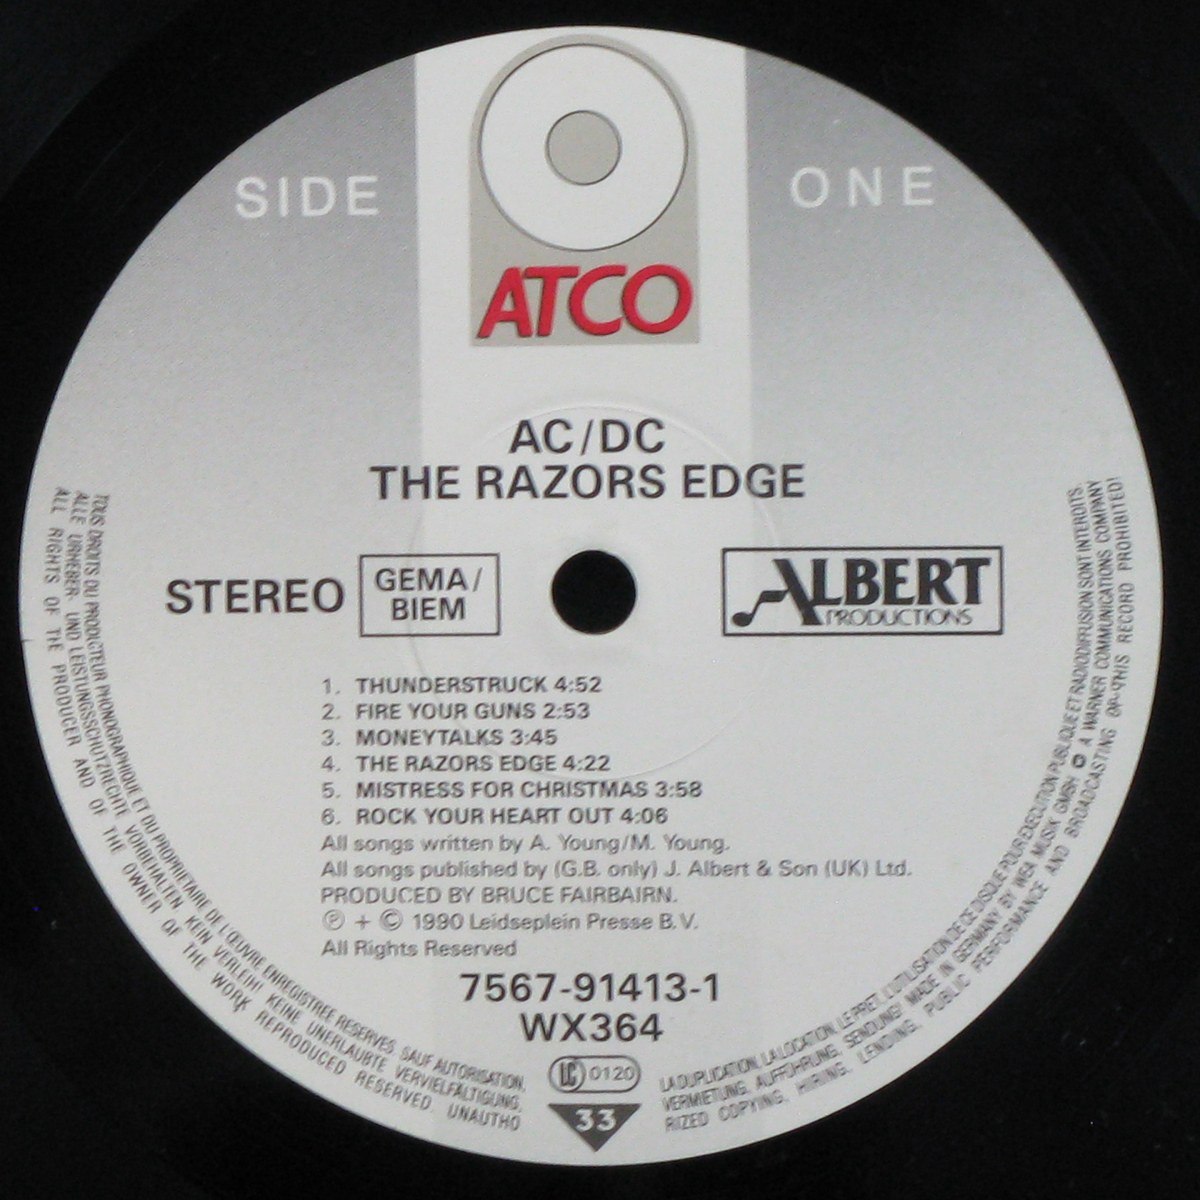 SIDE ONE
ATCO
AC/DC
THE RAZORS EDGE
STEREO
GEMA/
BIEM
ALBERT
PRODUCTIONS
1. THUNDERSTRUCK 4:52
2. FIRE YOUR GUNS 2:53
3. MONEYTALKS 3:45
4. THE RAZORS EDGE 4:22
5. MISTRESS FOR CHRISTMAS 3:58
6. ROCK YOUR HEART OUT 4:06
All songs written by A. Young/M. Young.
All songs published by (G.B. only) J. Albert & Son (UK) Ltd.
PRODUCED BY BRUCE FAIRBAIRN.
℗ + © 1990 Leidseplein Presse B.V.
All Rights Reserved
7567-91413-1
WX364
LC 0120
33
TOUS DROITS DU PRODUCTEUR PHONOGRAPHIQUE ET DU PROPRIETAIRE DE L'ŒUVRE ENREGISTREE RESERVES. SAUF AUTORISATION, LA DUPLICATION, LA LOCATION, LE PRET, L'UTILISATION DE CE DISQUE POUR EXECUTION PUBLIQUE ET RADIODIFFUSION SONT INTERDITS.
ALLE URHEBER- UND LEISTUNGSSCHUTZRECHTE VORBEHALTEN. KEIN VERLEIH! KEINE UNERLAUBTE VERVIELFÄLTIGUNG, VERMIETUNG, AUFFÜHRUNG, SENDUNG! MADE IN GERMANY BY WEA MUSIK GMBH A WARNER COMMUNICATIONS COMPANY
ALL RIGHTS OF THE PRODUCER AND OF THE OWNER OF THE WORK REPRODUCED RESERVED. UNAUTHORIZED COPYING, HIRING, LENDING, PUBLIC PERFORMANCE AND BROADCASTING OF THIS RECORD PROHIBITED!